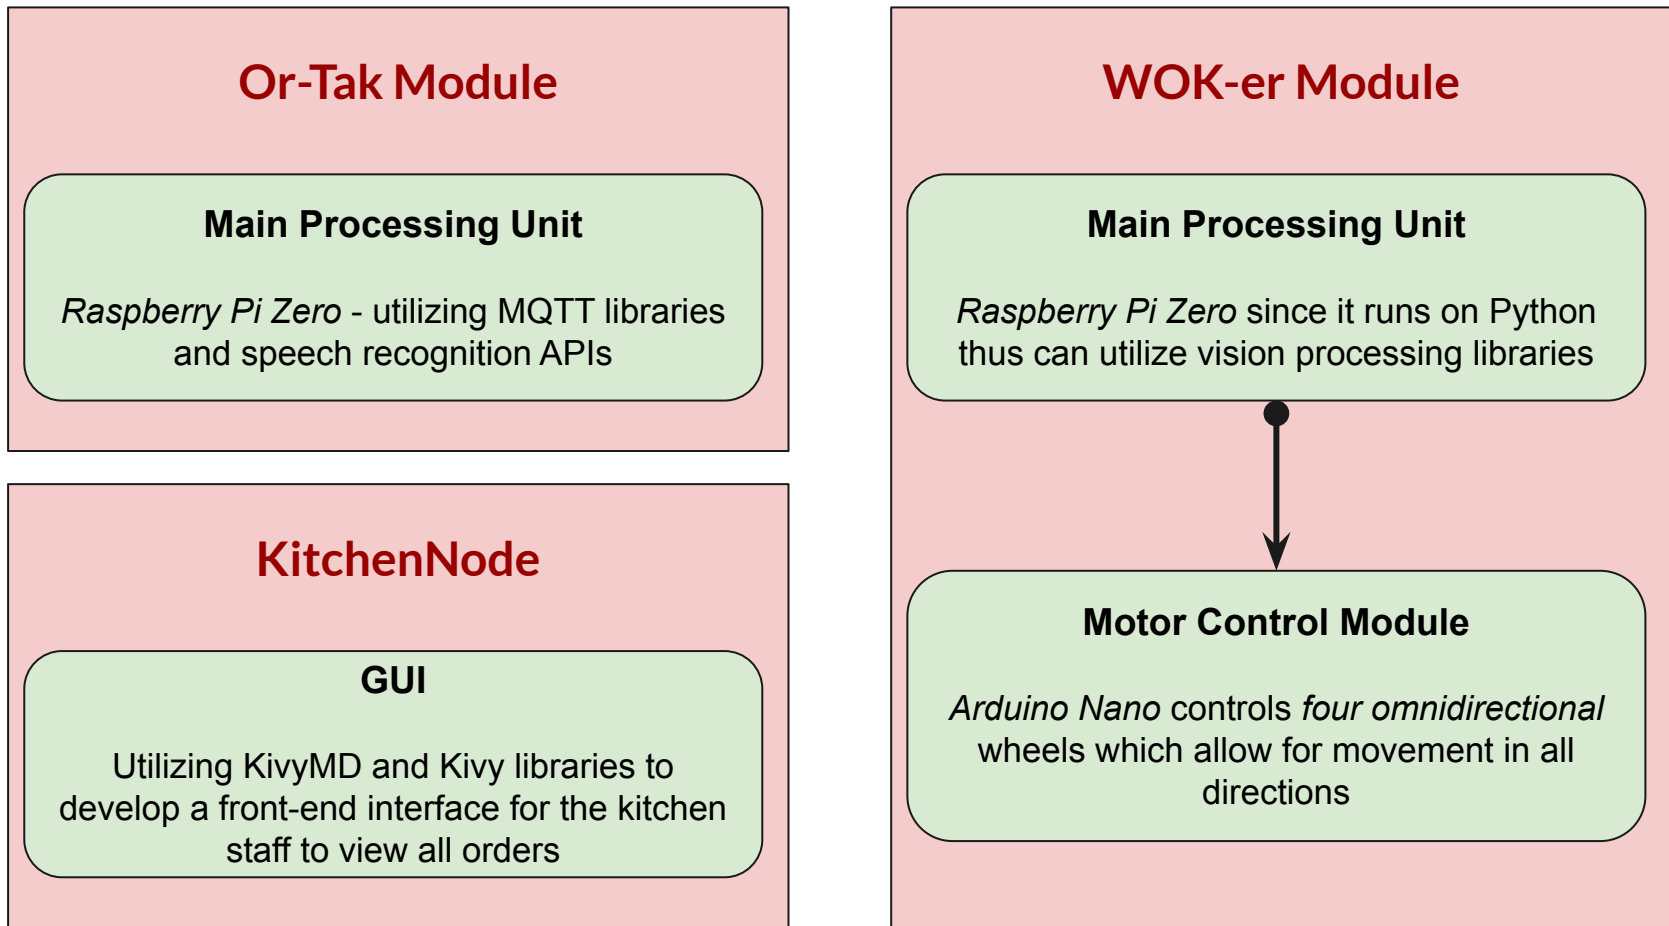 Or-Tak Module
Main Processing Unit
Raspberry Pi Zero - utilizing MQTT libraries
and speech recognition APIs
KitchenNode
GUI
Utilizing KivyMD and Kivy libraries to
develop a front-end interface for the kitchen
staff to view all orders
WOK-er Module
Main Processing Unit
Raspberry Pi Zero since it runs on Python
thus can utilize vision processing libraries
Motor Control Module
Arduino Nano controls four omnidirectional
wheels which allow for movement in all
directions